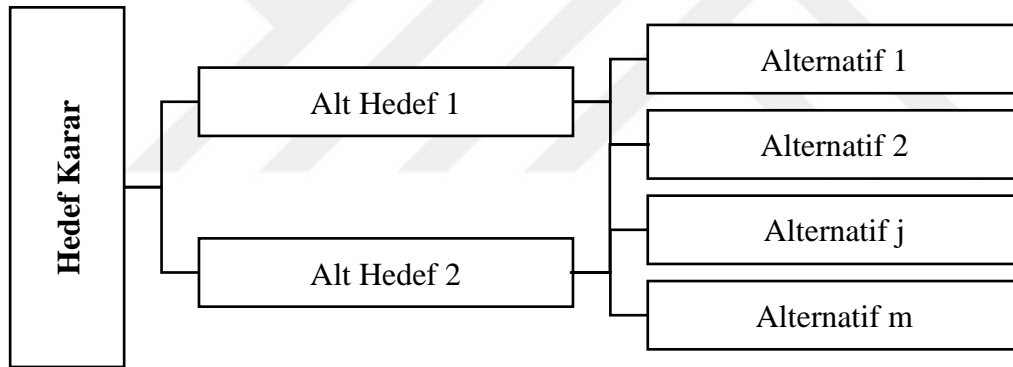 Hedef Karar
Alt Hedef 1
Alt Hedef 2
Alternatif 1
Alternatif 2
Alternatif j
Alternatif m